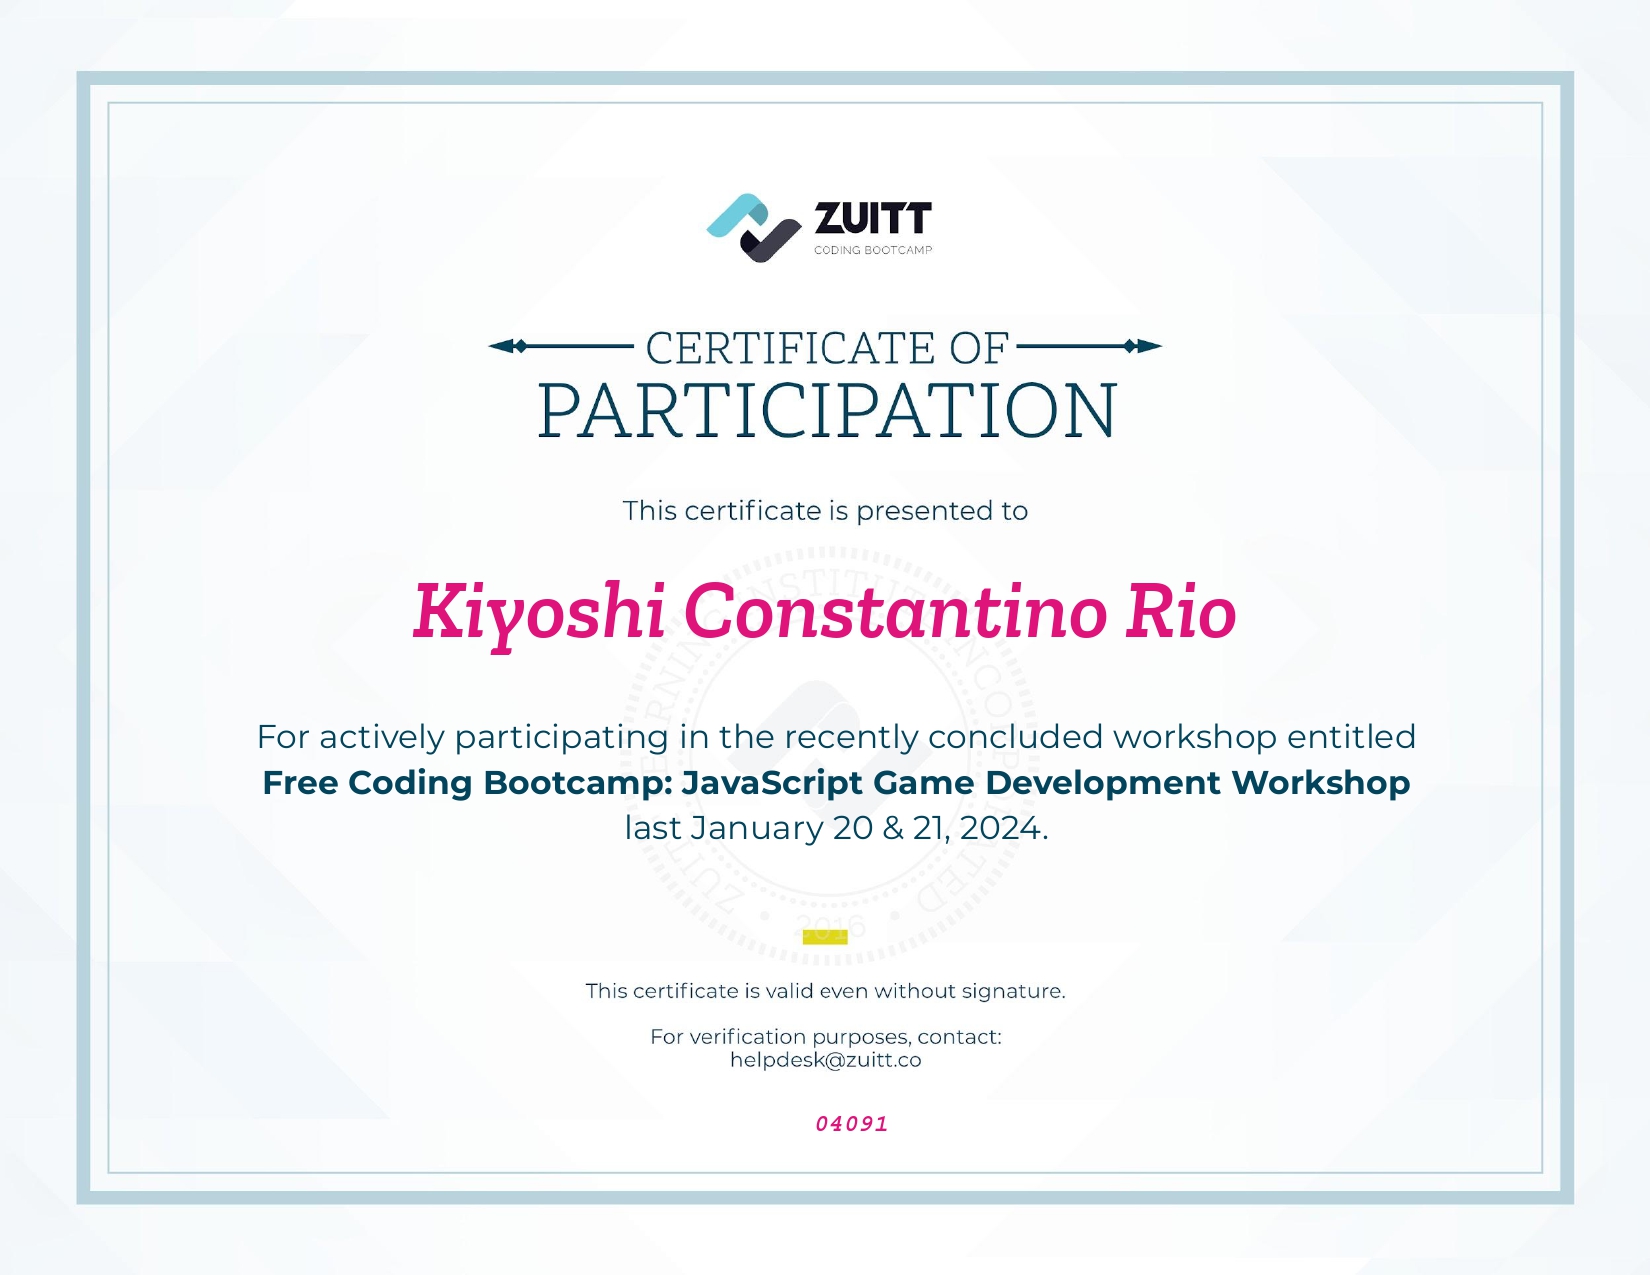 ZUITT
CODING BOOTCAMP
CERTIFICATE OF
PARTICIPATION
This certificate is presented to
Kiyoshi Constantino Rio
For actively participating in the recently concluded workshop entitled
Free Coding Bootcamp: JavaScript Game Development Workshop
last January 20 & 21, 2024.
ZUITT LEARNING INSTITUTE INCORPORATED
2016
This certificate is valid even without signature.
For verification purposes, contact:
helpdesk@zuitt.co
04091